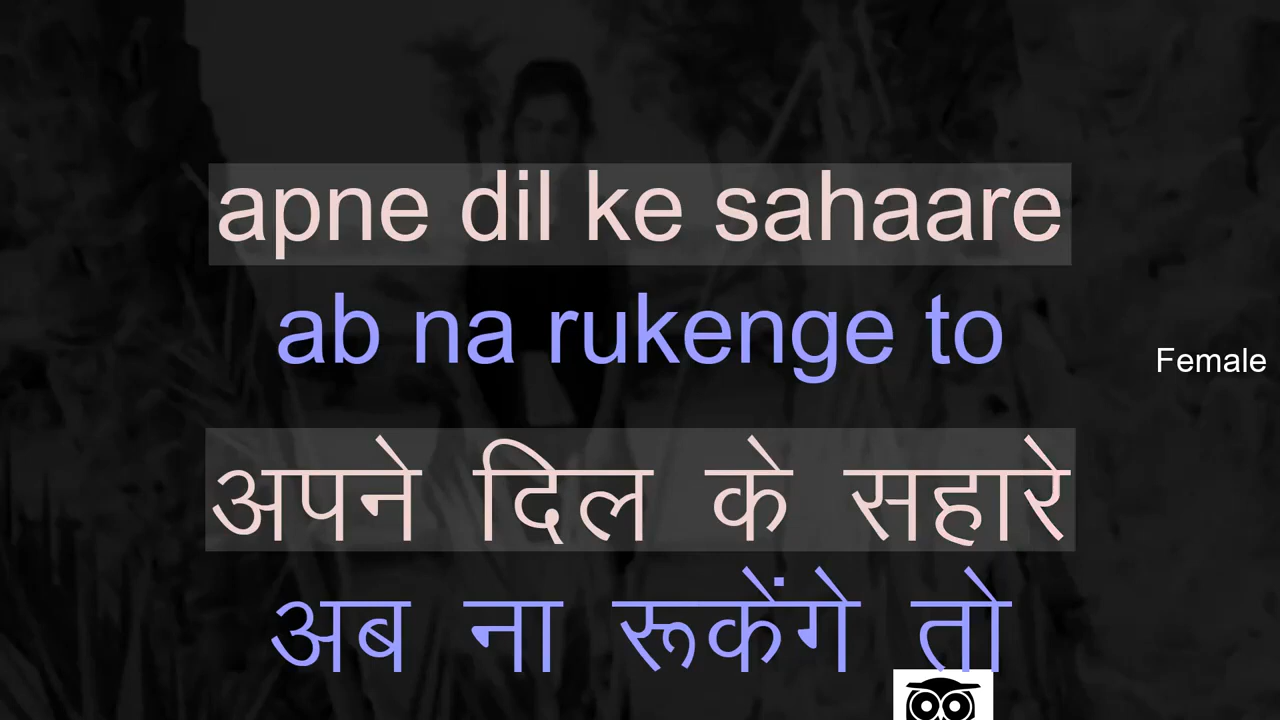 apne dil ke sahaare
ab na rukenge to
Female
अपने दिल के सहारे
अब ना रूकेंगे तो